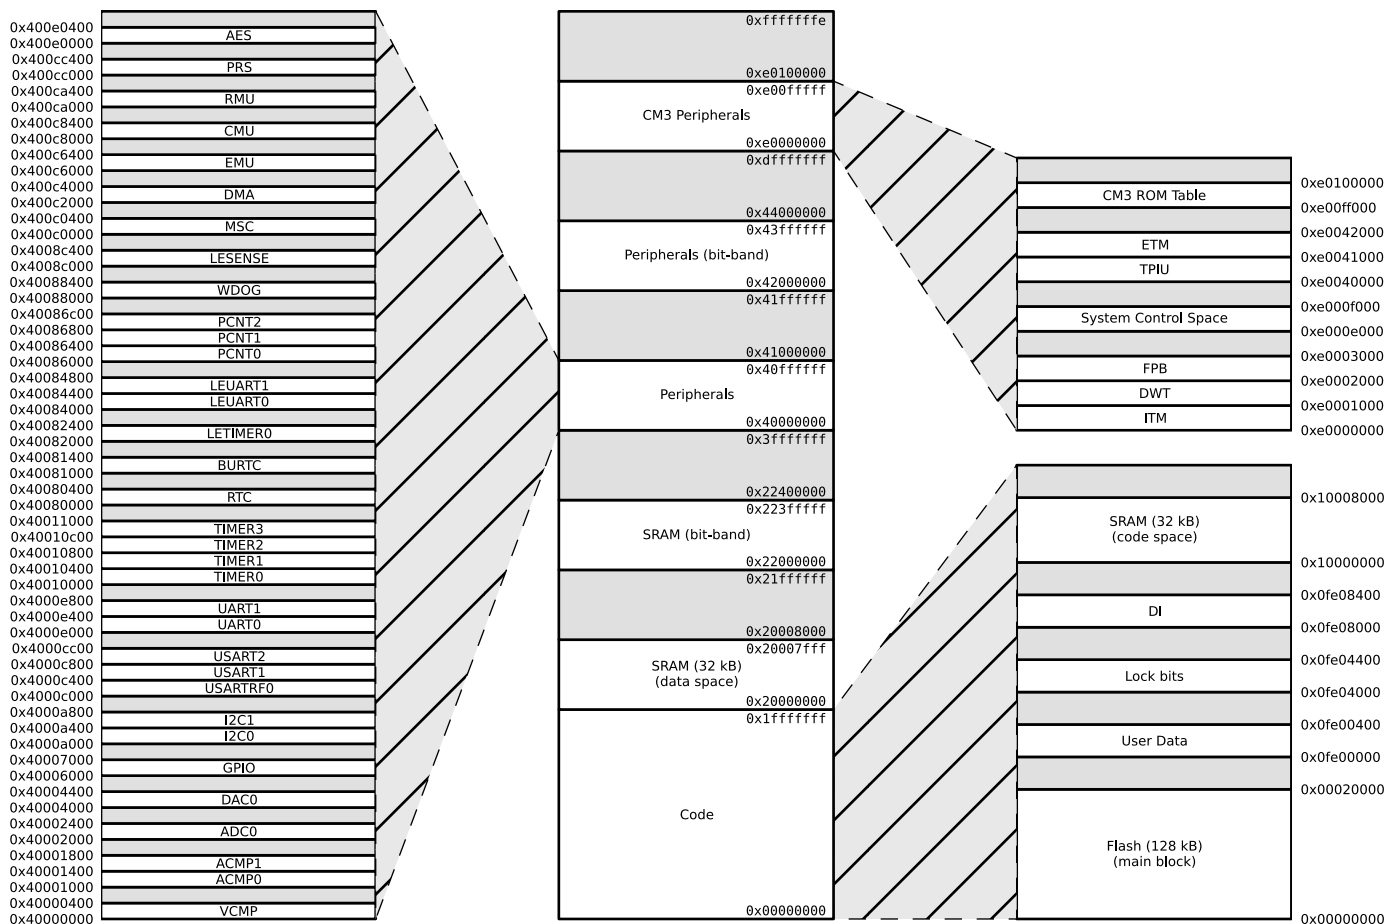 0x400e0400
AES
0x400e0000
0x400cc400
PRS
0x400cc000
0x400ca400
RMU
0x400ca000
0x400c8400
CMU
0x400c8000
0x400c6400
EMU
0x400c6000
0x400c4000
DMA
0x400c2000
0x400c0400
MSC
0x400c0000
0x4008c400
LESENSE
0x4008c000
0x40088400
WDOG
0x40088000
0x40086c00
PCNT2
0x40086800
PCNT1
0x40086400
PCNT0
0x40086000
0x40084800
LEUART1
0x40084400
LEUART0
0x40084000
0x40082400
LETIMER0
0x40082000
0x40081400
BURTC
0x40081000
0x40080400
RTC
0x40080000
0x40011000
TIMER3
0x40010c00
TIMER2
0x40010800
TIMER1
0x40010400
TIMER0
0x40010000
0x4000e800
UART1
0x4000e400
UART0
0x4000e000
0x4000cc00
USART2
0x4000c800
USART1
0x4000c400
USARTRF0
0x4000c000
0x4000a800
I2C1
0x4000a400
I2C0
0x4000a000
0x40007000
GPIO
0x40006000
0x40004400
DAC0
0x40004000
0x40002400
ADC0
0x40002000
0x40001800
ACMP1
0x40001400
ACMP0
0x40001000
0x40000400
VCMP
0x40000000
0xfffffffe
0xe0100000
0xe00fffff
CM3 Peripherals
0xe0000000
0xdfffffff
0x44000000
0x43ffffff
Peripherals (bit-band)
0x42000000
0x41ffffff
0x41000000
0x40ffffff
Peripherals
0x40000000
0x3fffffff
0x22400000
0x223fffff
SRAM (bit-band)
0x22000000
0x21ffffff
0x20008000
0x20007fff
SRAM (32 kB)
(data space)
0x20000000
0x1fffffff
Code
0x00000000
0xe0100000
CM3 ROM Table
0xe00ff000
0xe0042000
ETM
0xe0041000
TPIU
0xe0040000
0xe000f000
System Control Space
0xe000e000
0xe0003000
FPB
0xe0002000
DWT
0xe0001000
ITM
0xe0000000
0x10008000
SRAM (32 kB)
(code space)
0x10000000
0x0fe08400
DI
0x0fe08000
0x0fe04400
Lock bits
0x0fe04000
0x0fe00400
User Data
0x0fe00000
0x00020000
Flash (128 kB)
(main block)
0x00000000